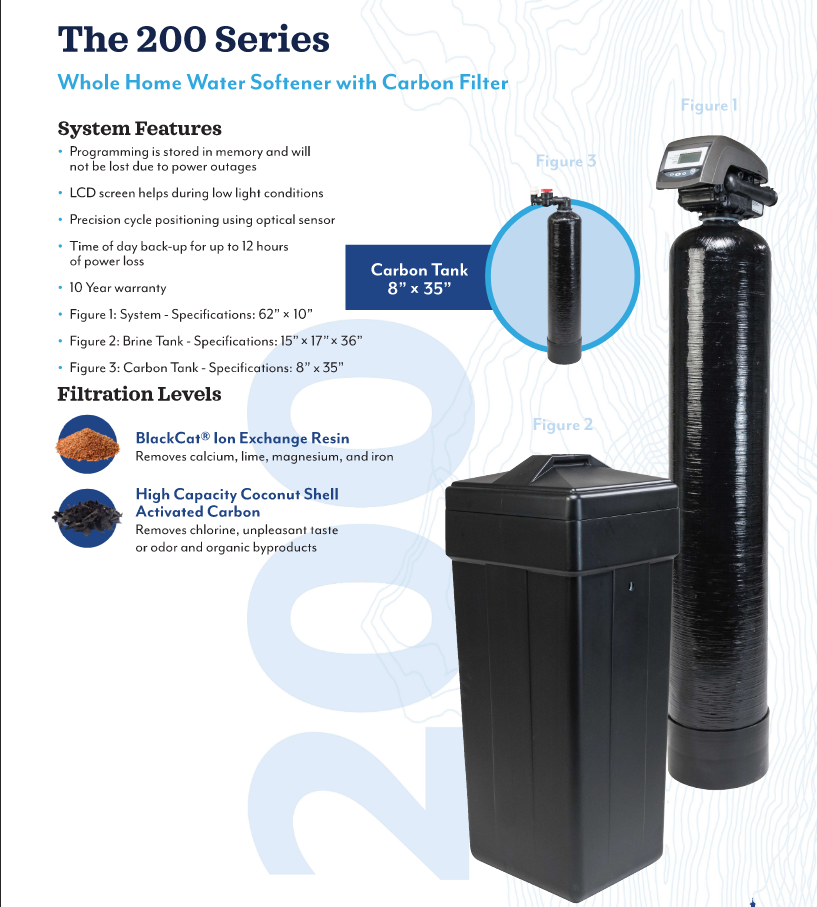 The 200 Series
Whole Home Water Softener with Carbon Filter
System Features
• Programming is stored in memory and will
not be lost due to power outages
• LCD screen helps during low light conditions
• Precision cycle positioning using optical sensor
• Time of day back-up for up to 12 hours
of power loss
• 10 Year warranty
• Figure 1: System - Specifications: 62” × 10”
• Figure 2: Brine Tank - Specifications: 15” × 17” × 36”
• Figure 3: Carbon Tank - Specifications: 8” x 35”
Filtration Levels
BlackCat® Ion Exchange Resin
Removes calcium, lime, magnesium, and iron
High Capacity Coconut Shell
Activated Carbon
Removes chlorine, unpleasant taste
or odor and organic byproducts
Figure 1
Figure 3
Carbon Tank
8” x 35”
Figure 2
200